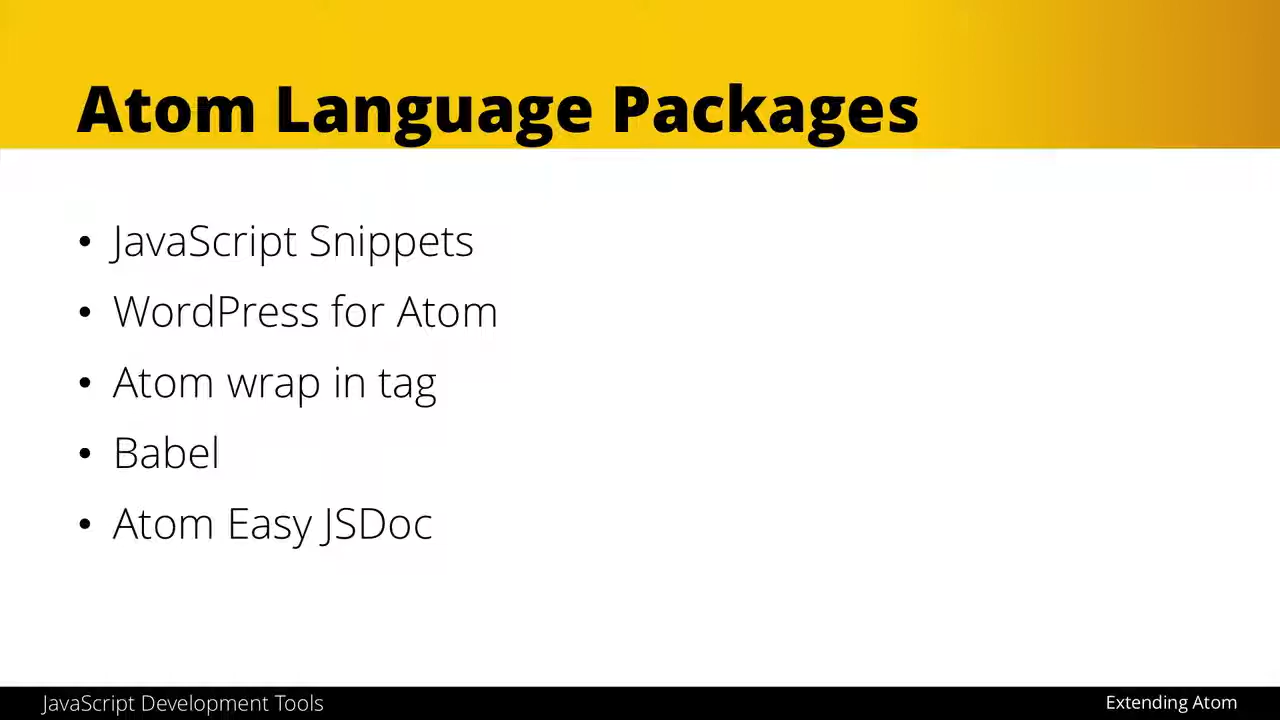 Atom Language Packages
• JavaScript Snippets
• WordPress for Atom
• Atom wrap in tag
• Babel
• Atom Easy JSDoc
JavaScript Development Tools
Extending Atom